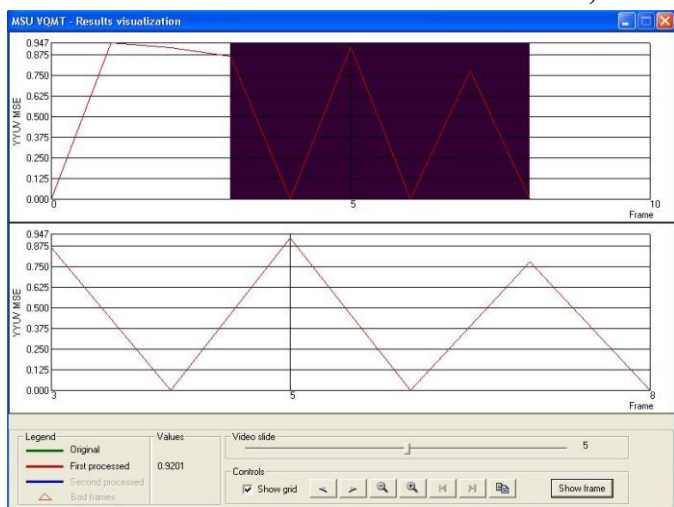 MSU VQMT - Results visualization
0.947
0.875
0.750
0.625
0.500
0.375
0.250
0.125
0.000
YYUV MSE
0
5
10
Frame
0.947
0.875
0.750
0.625
0.500
0.375
0.250
0.125
0.000
YYUV MSE
3
5
8
Frame
Legend
Original
First processed
Second processed
Bad frames
Values
0.9201
Video slide
5
Controls
Show grid
Show frame